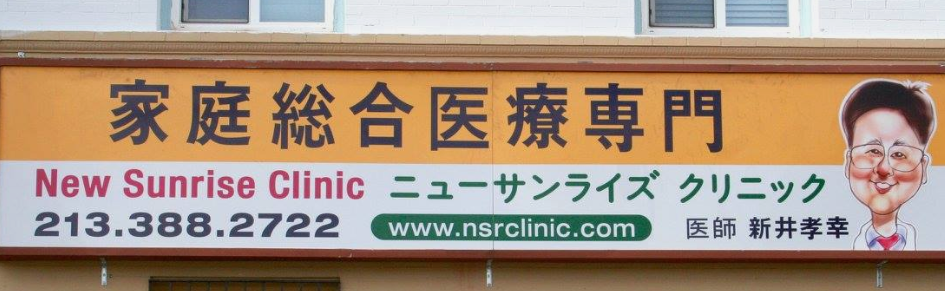 家庭総合医療専門
New Sunrise Clinic ニューサンライズ クリニック
213.388.2722 www.nsrclinic.com 医師 新井孝幸